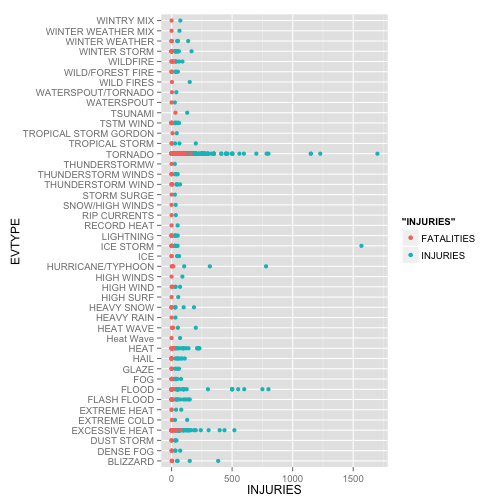 WINTRY MIX
WINTER WEATHER MIX
WINTER WEATHER
WINTER STORM
WILDFIRE
WILD/FOREST FIRE
WILD FIRES
WATERSPOUT/TORNADO
WATERSPOUT
TSUNAMI
TSTM WIND
TROPICAL STORM GORDON
TROPICAL STORM
TORNADO
THUNDERSTORMW
THUNDERSTORM WINDS
THUNDERSTORM WIND
STORM SURGE
SNOW/HIGH WINDS
RIP CURRENTS
RECORD HEAT
LIGHTNING
ICE STORM
ICE
HURRICANE/TYPHOON
HIGH WINDS
HIGH WIND
HIGH SURF
HEAVY SNOW
HEAVY RAIN
HEAT WAVE
Heat Wave
HEAT
HAIL
GLAZE
FOG
FLOOD
FLASH FLOOD
EXTREME HEAT
EXTREME COLD
EXCESSIVE HEAT
DUST STORM
DENSE FOG
BLIZZARD
EVTYPE
0 500 1000 1500
INJURIES
"INJURIES"
FATALITIES
INJURIES